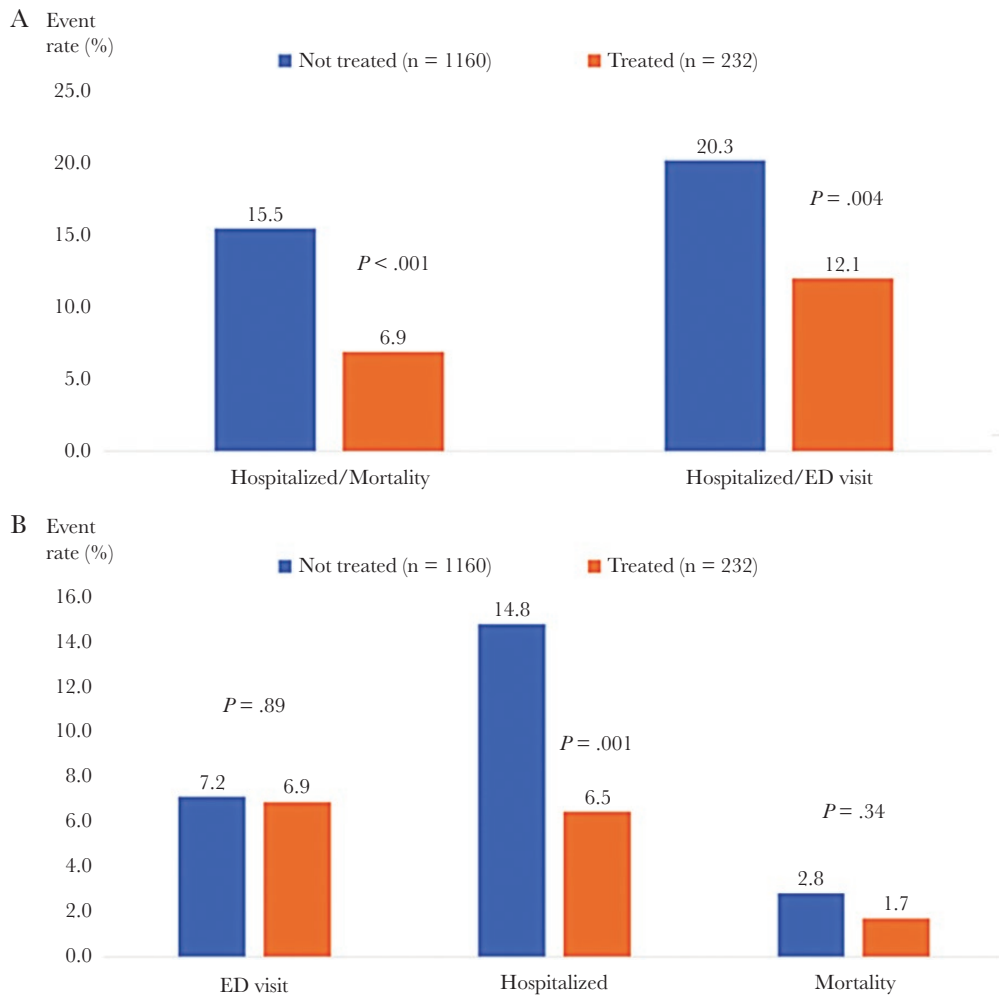 A Event
rate (%)
Not treated (n = 1160) Treated (n = 232)
25.0
20.3
20.0
P = .004
15.5
15.0
P < .001
12.1
10.0
6.9
5.0
0.0
Hospitalized/Mortality Hospitalized/ED visit
B Event
rate (%)
Not treated (n = 1160) Treated (n = 232)
16.0
14.8
14.0
12.0
P = .89
10.0
P = .001
8.0
7.2 6.9
6.5
P = .34
6.0
4.0
2.8
2.0
1.7
0.0
ED visit Hospitalized Mortality